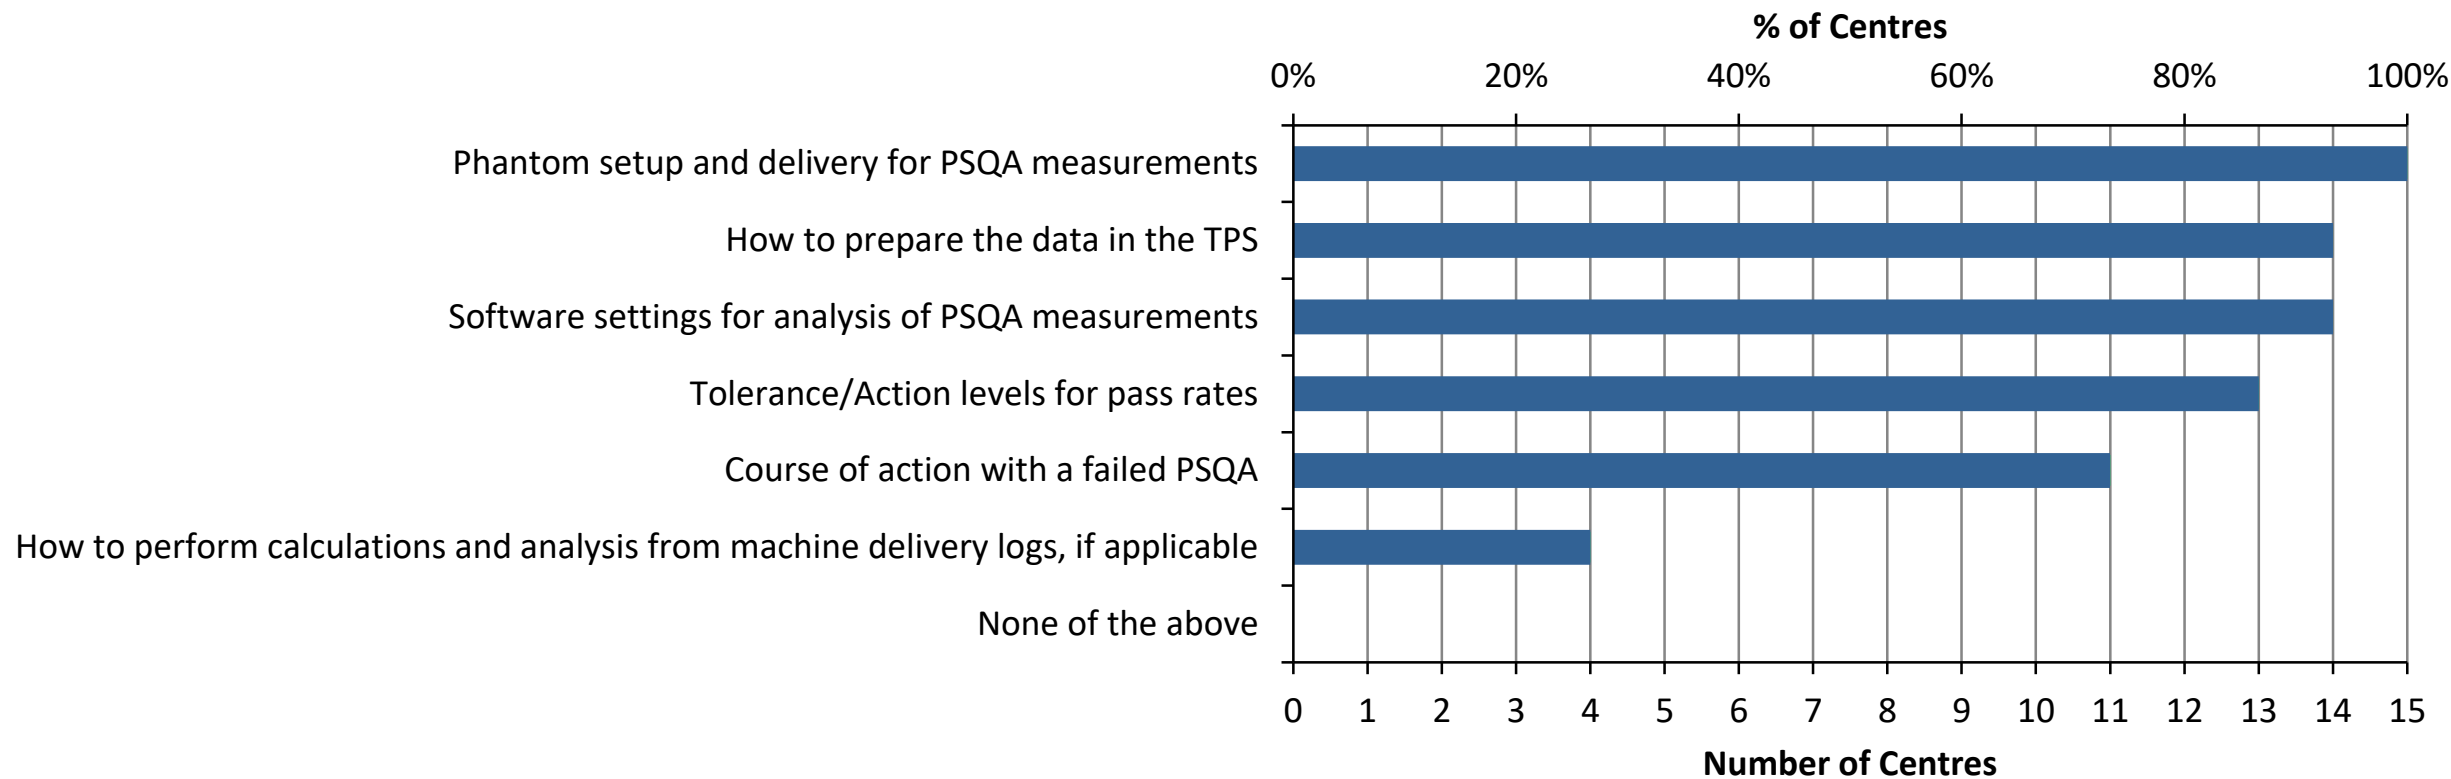 % of Centres
0% 20% 40% 60% 80% 100%
Phantom setup and delivery for PSQA measurements
How to prepare the data in the TPS
Software settings for analysis of PSQA measurements
Tolerance/Action levels for pass rates
Course of action with a failed PSQA
How to perform calculations and analysis from machine delivery logs, if applicable
None of the above
0 1 2 3 4 5 6 7 8 9 10 11 12 13 14 15
Number of Centres